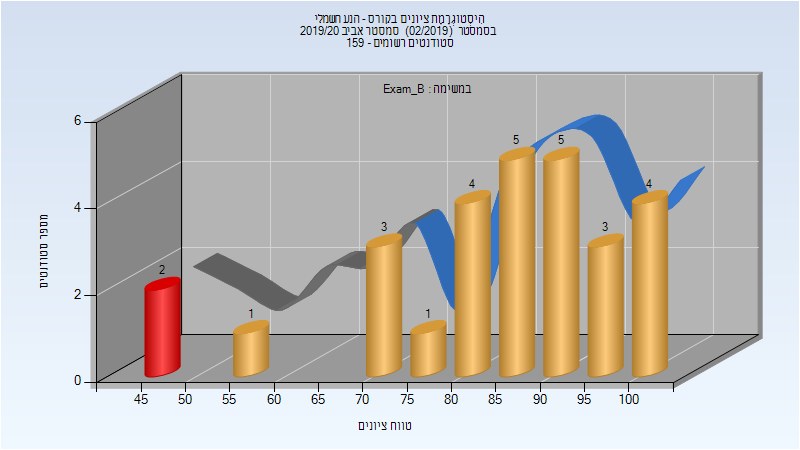 היסטוגרמת ציונים בקורס - הנע חשמלי
בסמסטר (02/2019) סמסטר אביב 2019/20
סטודנטים רשומים - 159
במשימה : Exam_B
מספר סטודנטים
6
4
2
0
2
1
3
1
4
5
5
3
4
45 50 55 60 65 70 75 80 85 90 95 100
טווח ציונים